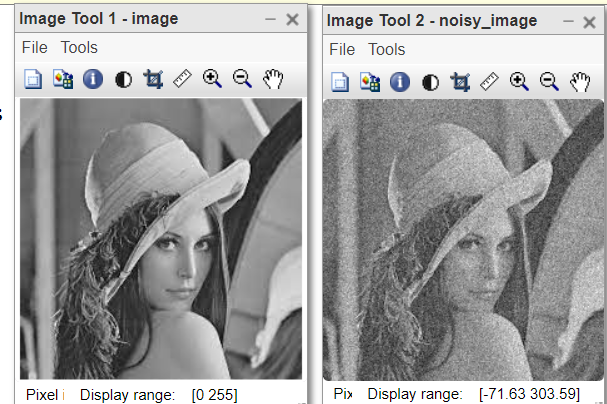 Image Tool 1 - image
File Tools
Pixel Display range: [0 255]
Image Tool 2 - noisy_image
File Tools
Pix Display range: [-71.63 303.59]